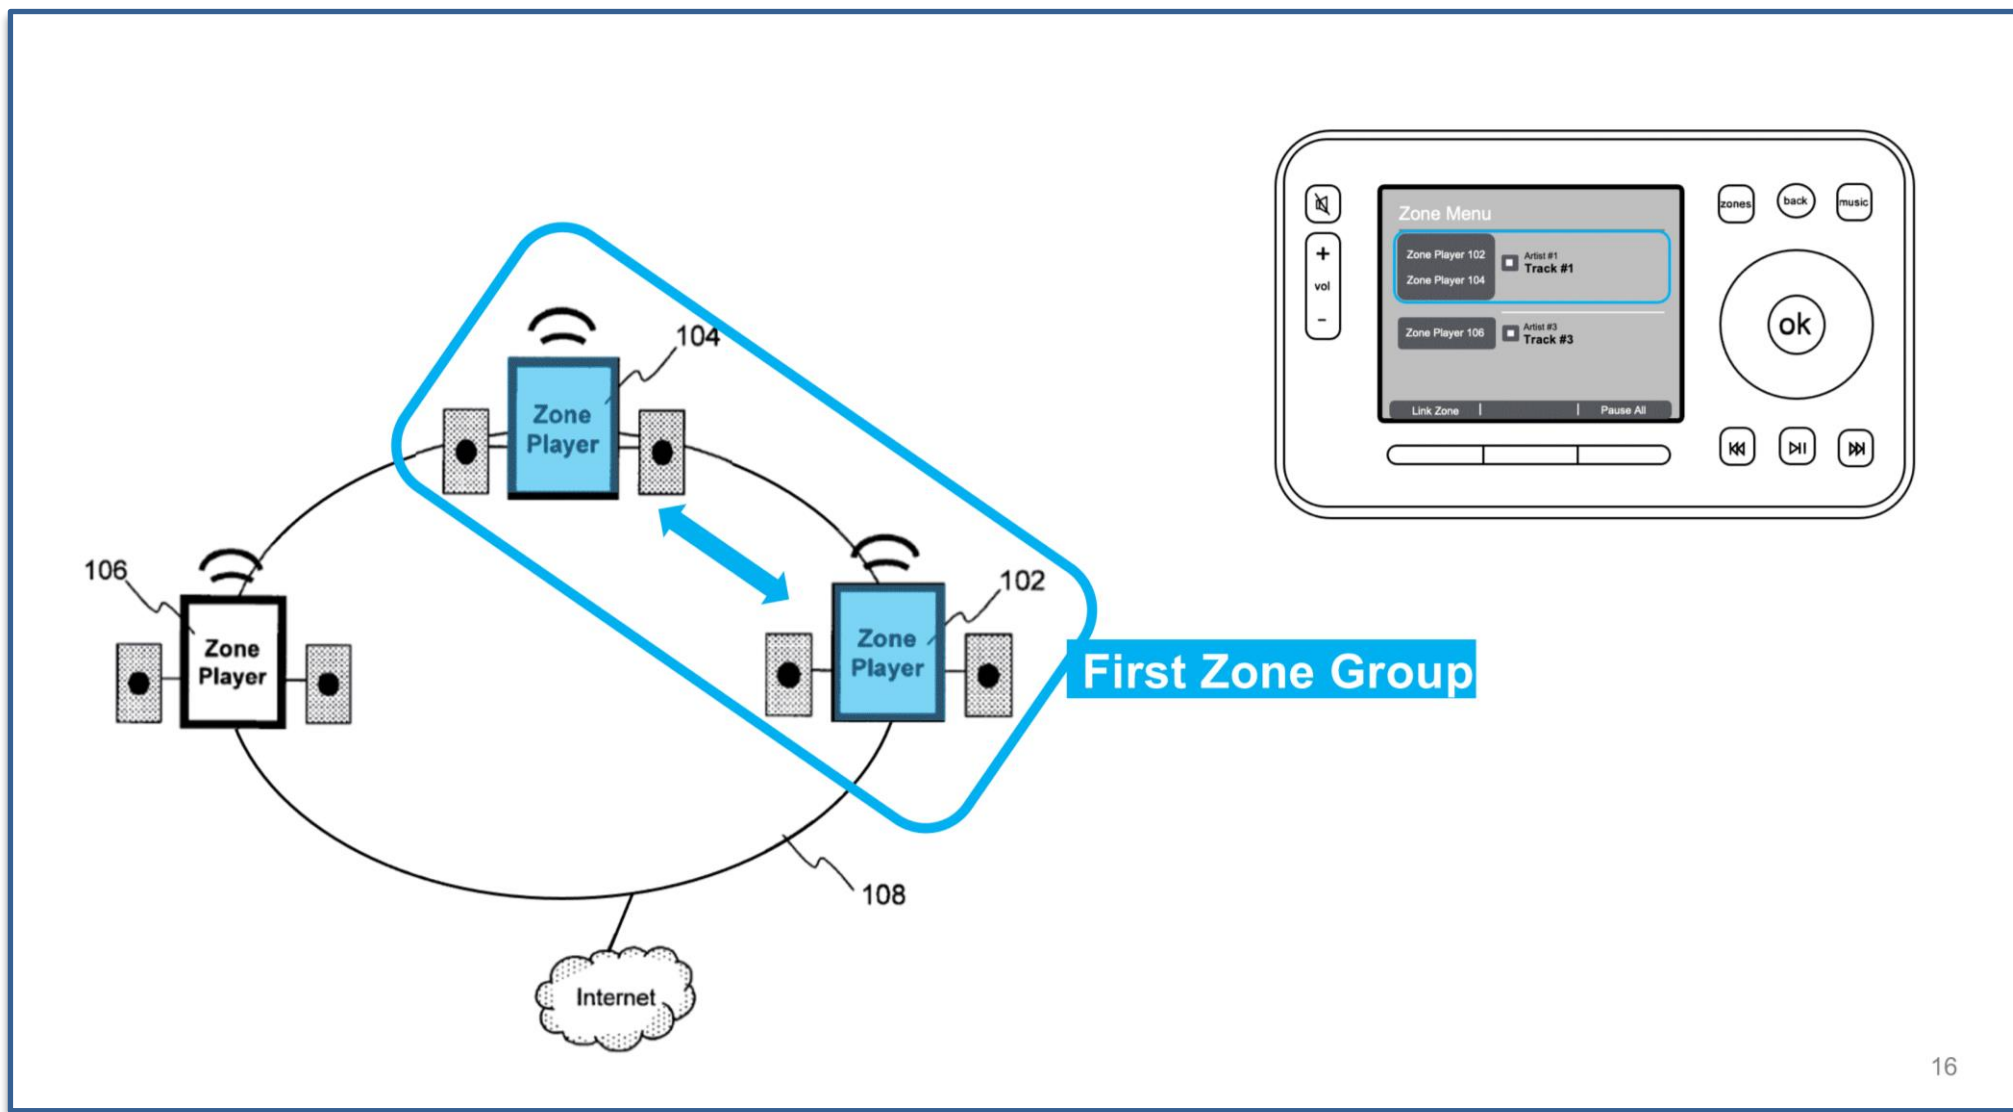 104
Zone
Player
106
Zone
Player
102
Zone
Player
First Zone Group
108
Internet
Zone Menu
Zone Player 102
Zone Player 104
Artist #1
Track #1
Zone Player 106
Artist #3
Track #3
Link Zone | | Pause All
+
vol
-
zones
back
music
ok
16